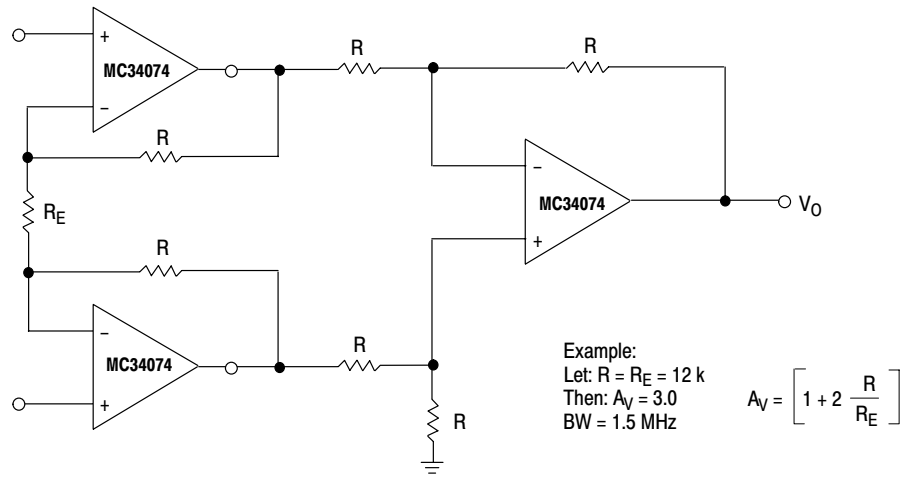 +
MC34074
−
R
R
R
R_E
−
MC34074
V_O
+
R
−
MC34074
+
R
R
Example:
Let: R = R_E = 12 k
Then: A_V = 3.0
BW = 1.5 MHz
A_V = [1 + 2 R/R_E]